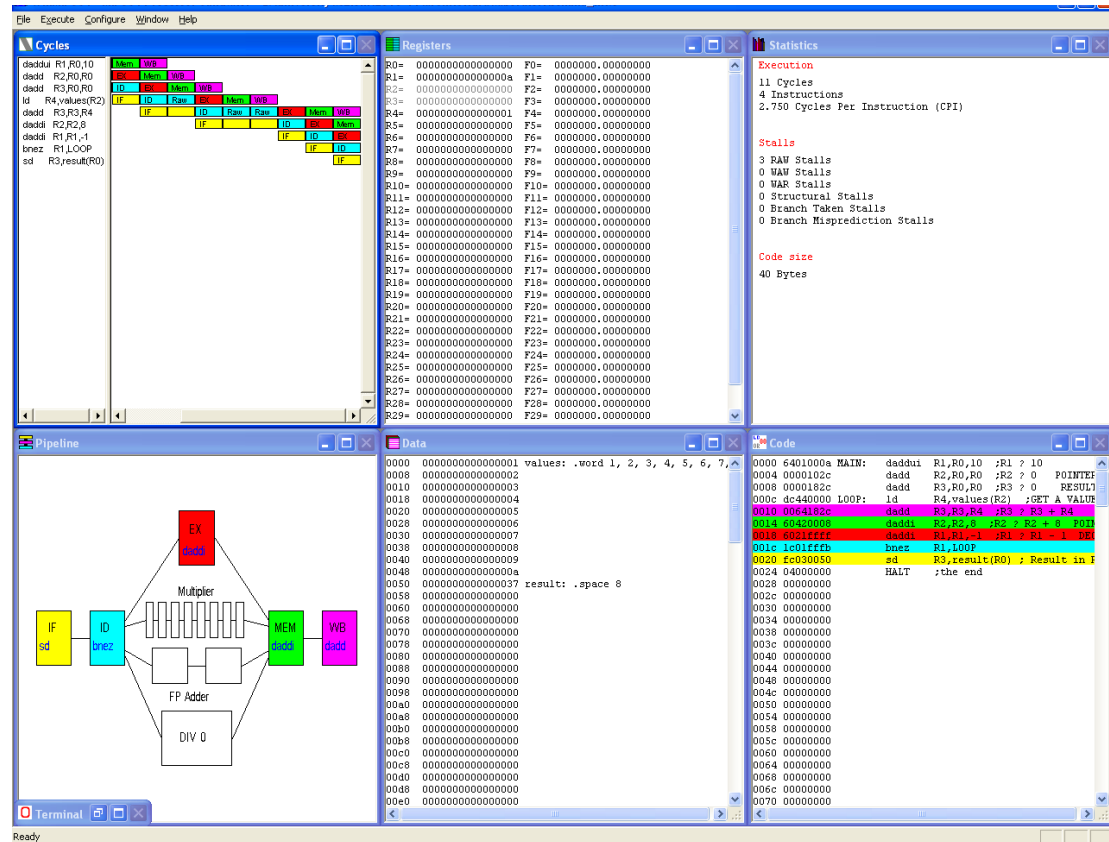 File Execute Configure Window Help
Cycles
daddui R1,R0,10 Mem WB
dadd R2,R0,R0 EX Mem WB
dadd R3,R0,R0 ID EX Mem WB
ld R4,values(R2) IF ID Raw EX Mem WB
dadd R3,R3,R4 IF ID Raw Raw EX Mem WB
daddi R2,R2,8 IF ID EX Mem
daddi R1,R1,-1 IF ID EX
bnez R1,LOOP IF ID
sd R3,result(R0) IF
Registers
R0= 0000000000000000 F0= 0000000.00000000
R1= 000000000000000a F1= 0000000.00000000
R2= 0000000000000000 F2= 0000000.00000000
R3= 0000000000000000 F3= 0000000.00000000
R4= 0000000000000001 F4= 0000000.00000000
R5= 0000000000000000 F5= 0000000.00000000
R6= 0000000000000000 F6= 0000000.00000000
R7= 0000000000000000 F7= 0000000.00000000
R8= 0000000000000000 F8= 0000000.00000000
R9= 0000000000000000 F9= 0000000.00000000
R10= 0000000000000000 F10= 0000000.00000000
R11= 0000000000000000 F11= 0000000.00000000
R12= 0000000000000000 F12= 0000000.00000000
R13= 0000000000000000 F13= 0000000.00000000
R14= 0000000000000000 F14= 0000000.00000000
R15= 0000000000000000 F15= 0000000.00000000
R16= 0000000000000000 F16= 0000000.00000000
R17= 0000000000000000 F17= 0000000.00000000
R18= 0000000000000000 F18= 0000000.00000000
R19= 0000000000000000 F19= 0000000.00000000
R20= 0000000000000000 F20= 0000000.00000000
R21= 0000000000000000 F21= 0000000.00000000
R22= 0000000000000000 F22= 0000000.00000000
R23= 0000000000000000 F23= 0000000.00000000
R24= 0000000000000000 F24= 0000000.00000000
R25= 0000000000000000 F25= 0000000.00000000
R26= 0000000000000000 F26= 0000000.00000000
R27= 0000000000000000 F27= 0000000.00000000
R28= 0000000000000000 F28= 0000000.00000000
R29= 0000000000000000 F29= 0000000.00000000
Statistics
Execution
11 Cycles
4 Instructions
2.750 Cycles Per Instruction (CPI)
Stalls
3 RAW Stalls
0 WAW Stalls
0 WAR Stalls
0 Structural Stalls
0 Branch Taken Stalls
0 Branch Misprediction Stalls
Code size
40 Bytes
Pipeline
EX
daddi
Multiplier
IF ID MEM WB
sd bnez daddi dadd
FP Adder
DIV 0
Terminal
Data
0000 0000000000000001 values: .word 1, 2, 3, 4, 5, 6, 7,
0008 0000000000000002
0010 0000000000000003
0018 0000000000000004
0020 0000000000000005
0028 0000000000000006
0030 0000000000000007
0038 0000000000000008
0040 0000000000000009
0048 000000000000000a
0050 0000000000000037 result: .space 8
0058 0000000000000000
0060 0000000000000000
0068 0000000000000000
0070 0000000000000000
0078 0000000000000000
0080 0000000000000000
0088 0000000000000000
0090 0000000000000000
0098 0000000000000000
00a0 0000000000000000
00a8 0000000000000000
00b0 0000000000000000
00b8 0000000000000000
00c0 0000000000000000
00c8 0000000000000000
00d0 0000000000000000
00d8 0000000000000000
00e0 0000000000000000
Code
0000 6401000a MAIN: daddui R1,R0,10 ;R1 ? 10
0004 0000102c dadd R2,R0,R0 ;R2 ? 0 POINTER
0008 0000182c dadd R3,R0,R0 ;R3 ? 0 RESULT
000c dc440000 LOOP: ld R4,values(R2) ;GET A VALUE
0010 0064182c dadd R3,R3,R4 ;R3 ? R3 + R4
0014 60420008 daddi R2,R2,8 ;R2 ? R2 + 8 POIN
0018 6021ffff daddi R1,R1,-1 ;R1 ? R1 - 1 DEC
001c 1c01fffb bnez R1,LOOP
0020 fc030050 sd R3,result(R0) ; Result in
0024 04000000 HALT ;the end
0028 00000000
002c 00000000
0030 00000000
0034 00000000
0038 00000000
003c 00000000
0040 00000000
0044 00000000
0048 00000000
004c 00000000
0050 00000000
0054 00000000
0058 00000000
005c 00000000
0060 00000000
0064 00000000
0068 00000000
006c 00000000
0070 00000000
Ready